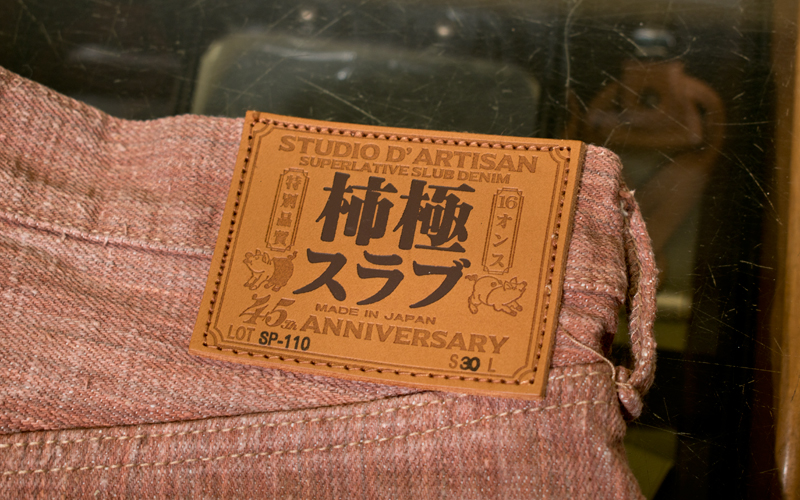 STUDIO D'ARTISAN
SUPERLATIVE SLUB DENIM
特別品質
柿極
スラブ
16オンス
MADE IN JAPAN
45th ANNIVERSARY
LOT SP-110
S 30 L